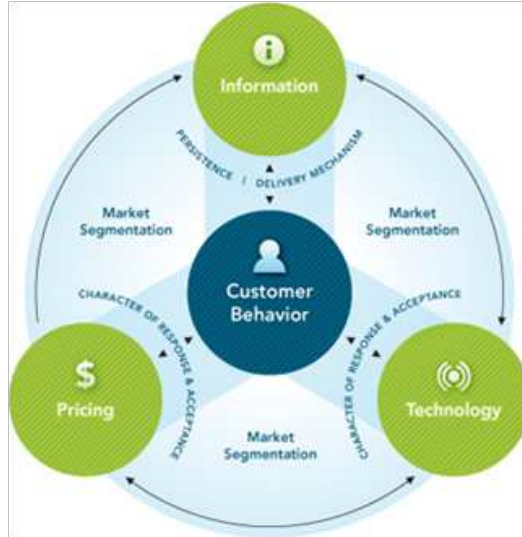 Information
PERSISTENCE | DELIVERY MECHANISM
Market
Segmentation
Market
Segmentation
Customer
Behavior
CHARACTER OF RESPONSE & ACCEPTANCE
CHARACTER OF RESPONSE & ACCEPTANCE
$
Pricing
Technology
Market
Segmentation